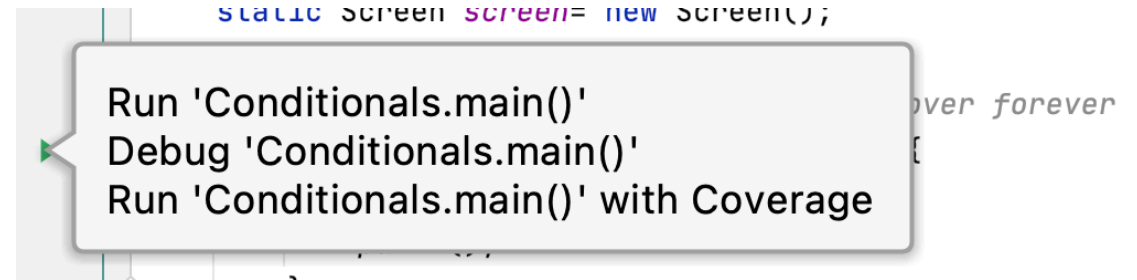 static Screen screen= new Screen();
over forever
Run 'Conditionals.main()'
Debug 'Conditionals.main()'
{
Run 'Conditionals.main()' with Coverage
}